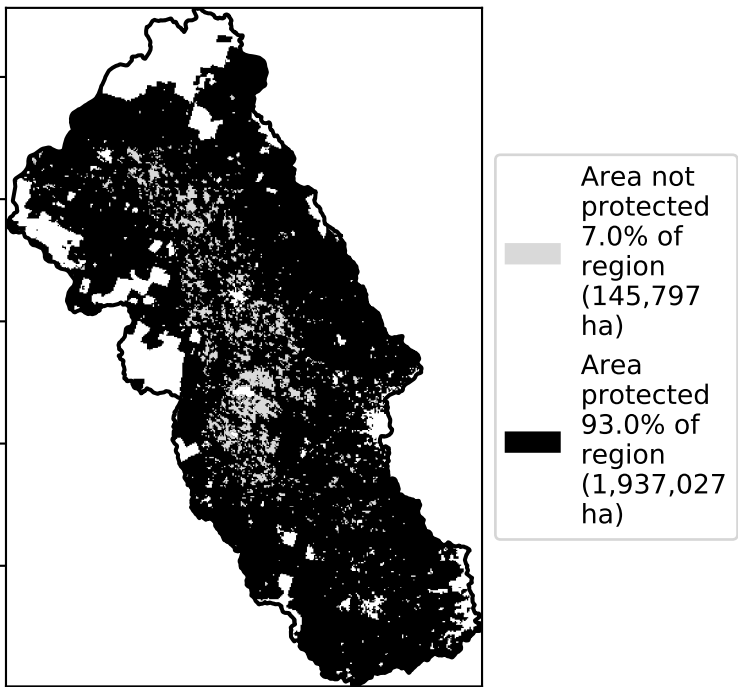 Area not
protected
7.0% of
region
(145,797
ha)
Area
protected
93.0% of
region
(1,937,027
ha)